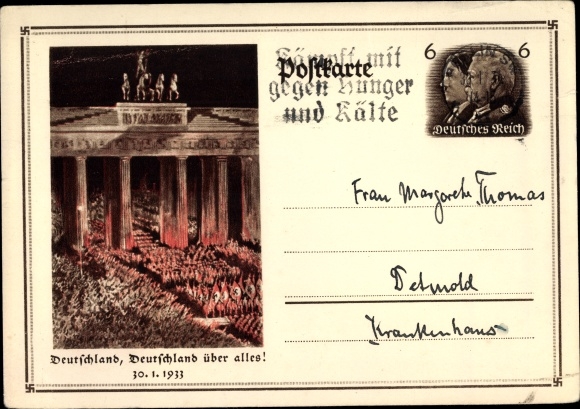 Kämpft mit
gegen Hunger
und Kälte
Postkarte
6 6
Deutsches Reich
Frau Margarethe Thomas
Detmold
Krankenhaus
Deutschland, Deutschland über alles!
30.1.1933